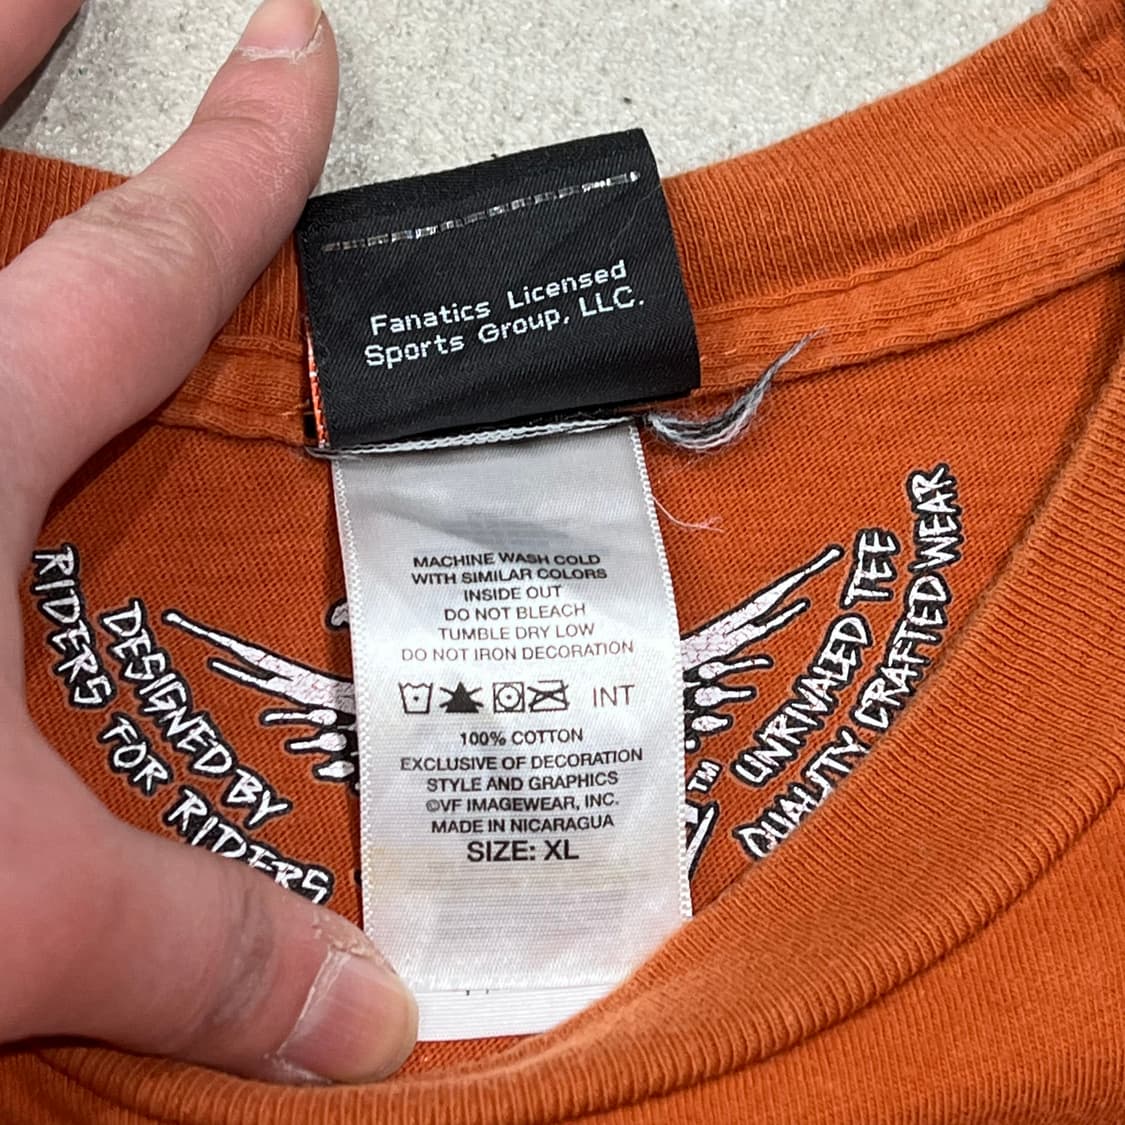 Fanatics Licensed
Sports Group, LLC.
MACHINE WASH COLD
WITH SIMILAR COLORS
INSIDE OUT
DO NOT BLEACH
TUMBLE DRY LOW
DO NOT IRON DECORATION
INT
100% COTTON
EXCLUSIVE OF DECORATION
STYLE AND GRAPHICS
©VF IMAGEWEAR, INC.
MADE IN NICARAGUA
SIZE: XL
DESIGNED BY
RIDERS FOR RIDERS
UNRIVALED TEE
QUALITY CRAFTED WEAR
TM